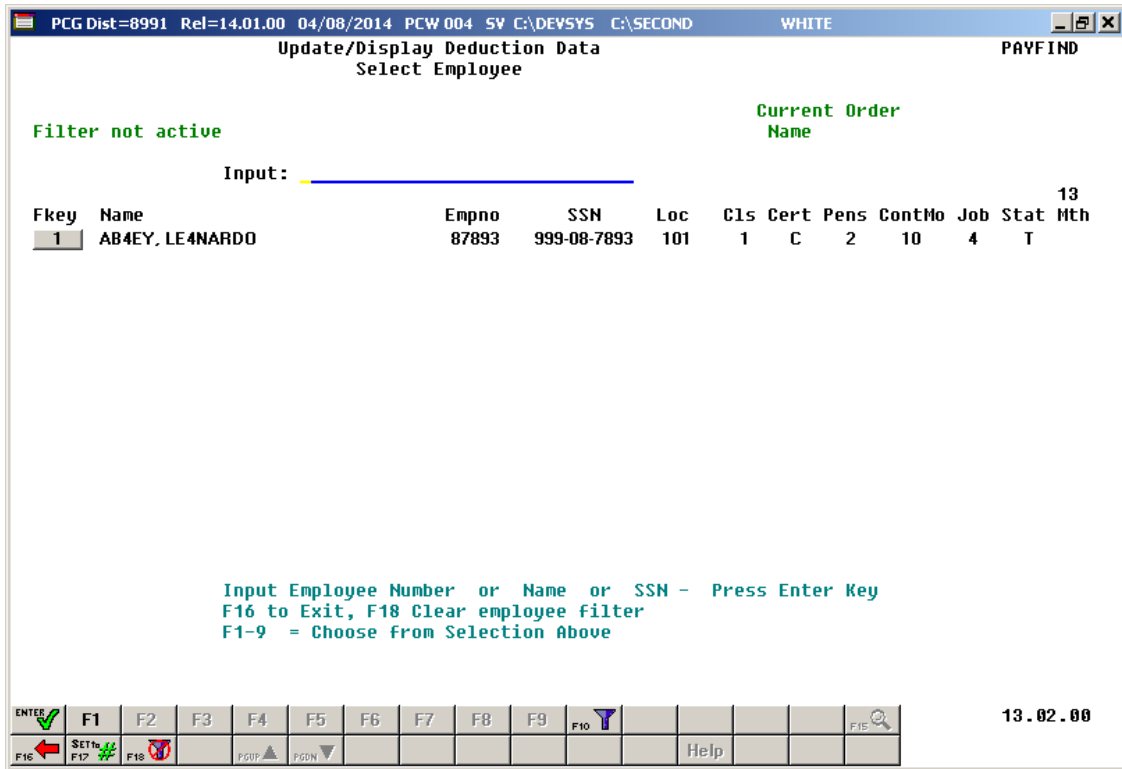 PCG Dist=8991 Rel=14.01.00 04/08/2014 PCW 004 SV C:\DEVSYS C:\SECOND WHITE
Update/Display Deduction Data PAYFIND
Select Employee
Current Order
Filter not active Name
Input:
13
Fkey Name Empno SSN Loc Cls Cert Pens ContMo Job Stat Mth
1 AB4EY, LE4NARDO 87893 999-08-7893 101 1 C 2 10 4 T
Input Employee Number or Name or SSN - Press Enter Key
F16 to Exit, F18 Clear employee filter
F1-9 = Choose from Selection Above
ENTER F1 F2 F3 F4 F5 F6 F7 F8 F9 F10 F15 13.02.00
F16 SET to # F17 F18 PGUP PGDN Help